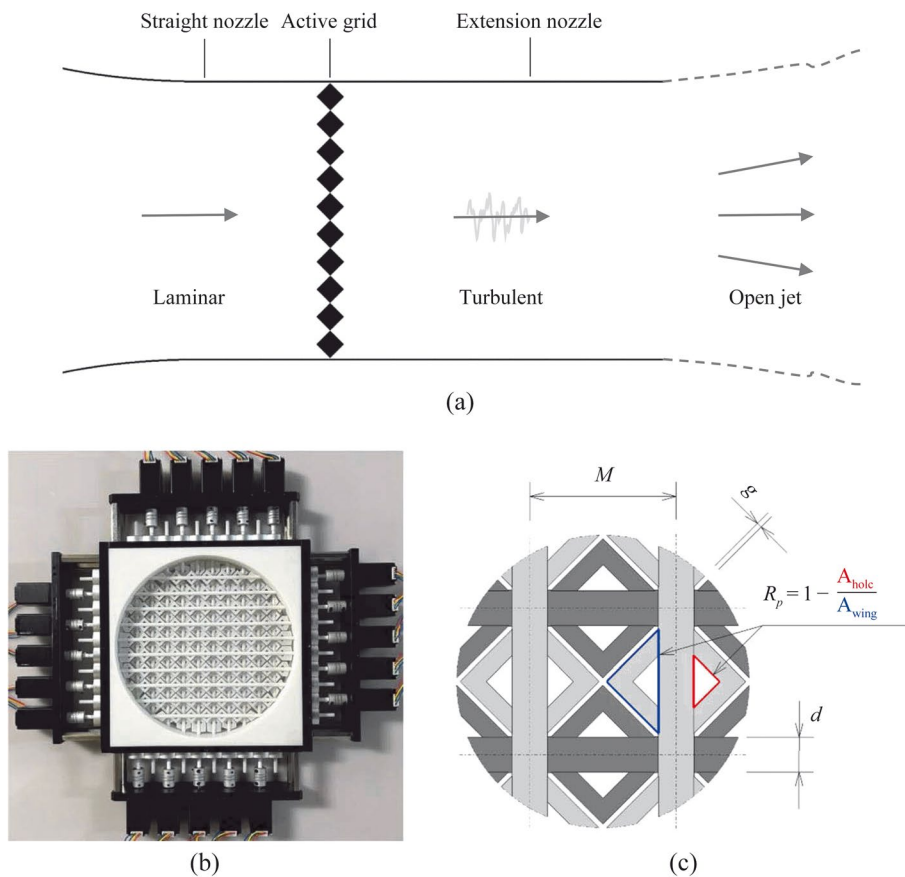 Straight nozzle Active grid Extension nozzle
Laminar Turbulent Open jet
(a)
M
g
R_p = 1 − A_hole / A_wing
d
(b) (c)